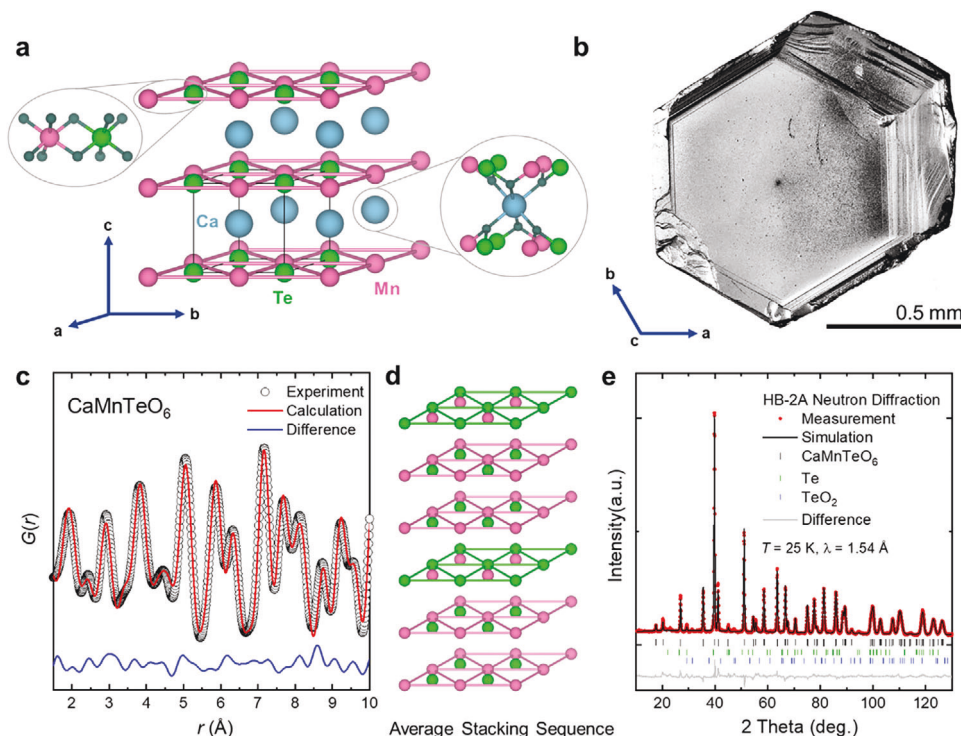 a
Ca
Te
Mn
c
a
b
b
0.5 mm
b
c
a
c
CaMnTeO₆
Experiment
Calculation
Difference
G(r)
2 3 4 5 6 7 8 9 10
r (Å)
d
Average Stacking Sequence
e
HB-2A Neutron Diffraction
Measurement
Simulation
CaMnTeO₆
Te
TeO₂
Difference
T = 25 K, λ = 1.54 Å
Intensity(a.u.)
20 40 60 80 100 120
2 Theta (deg.)